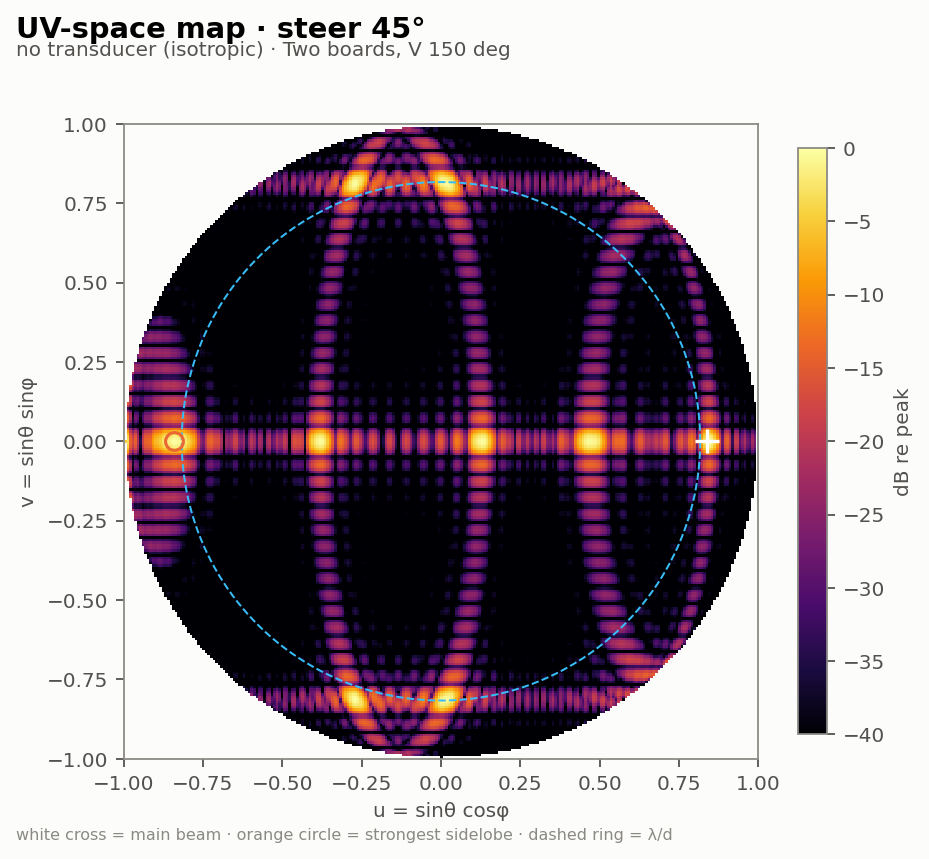 UV-space map · steer 45°
no transducer (isotropic) · Two boards, V 150 deg
1.00
0.75
0.50
0.25
0.00
−0.25
−0.50
−0.75
−1.00
v = sinθ sinφ
−1.00 −0.75 −0.50 −0.25 0.00 0.25 0.50 0.75 1.00
u = sinθ cosφ
0
−5
−10
−15
−20
−25
−30
−35
−40
dB re peak
white cross = main beam · orange circle = strongest sidelobe · dashed ring = λ/d